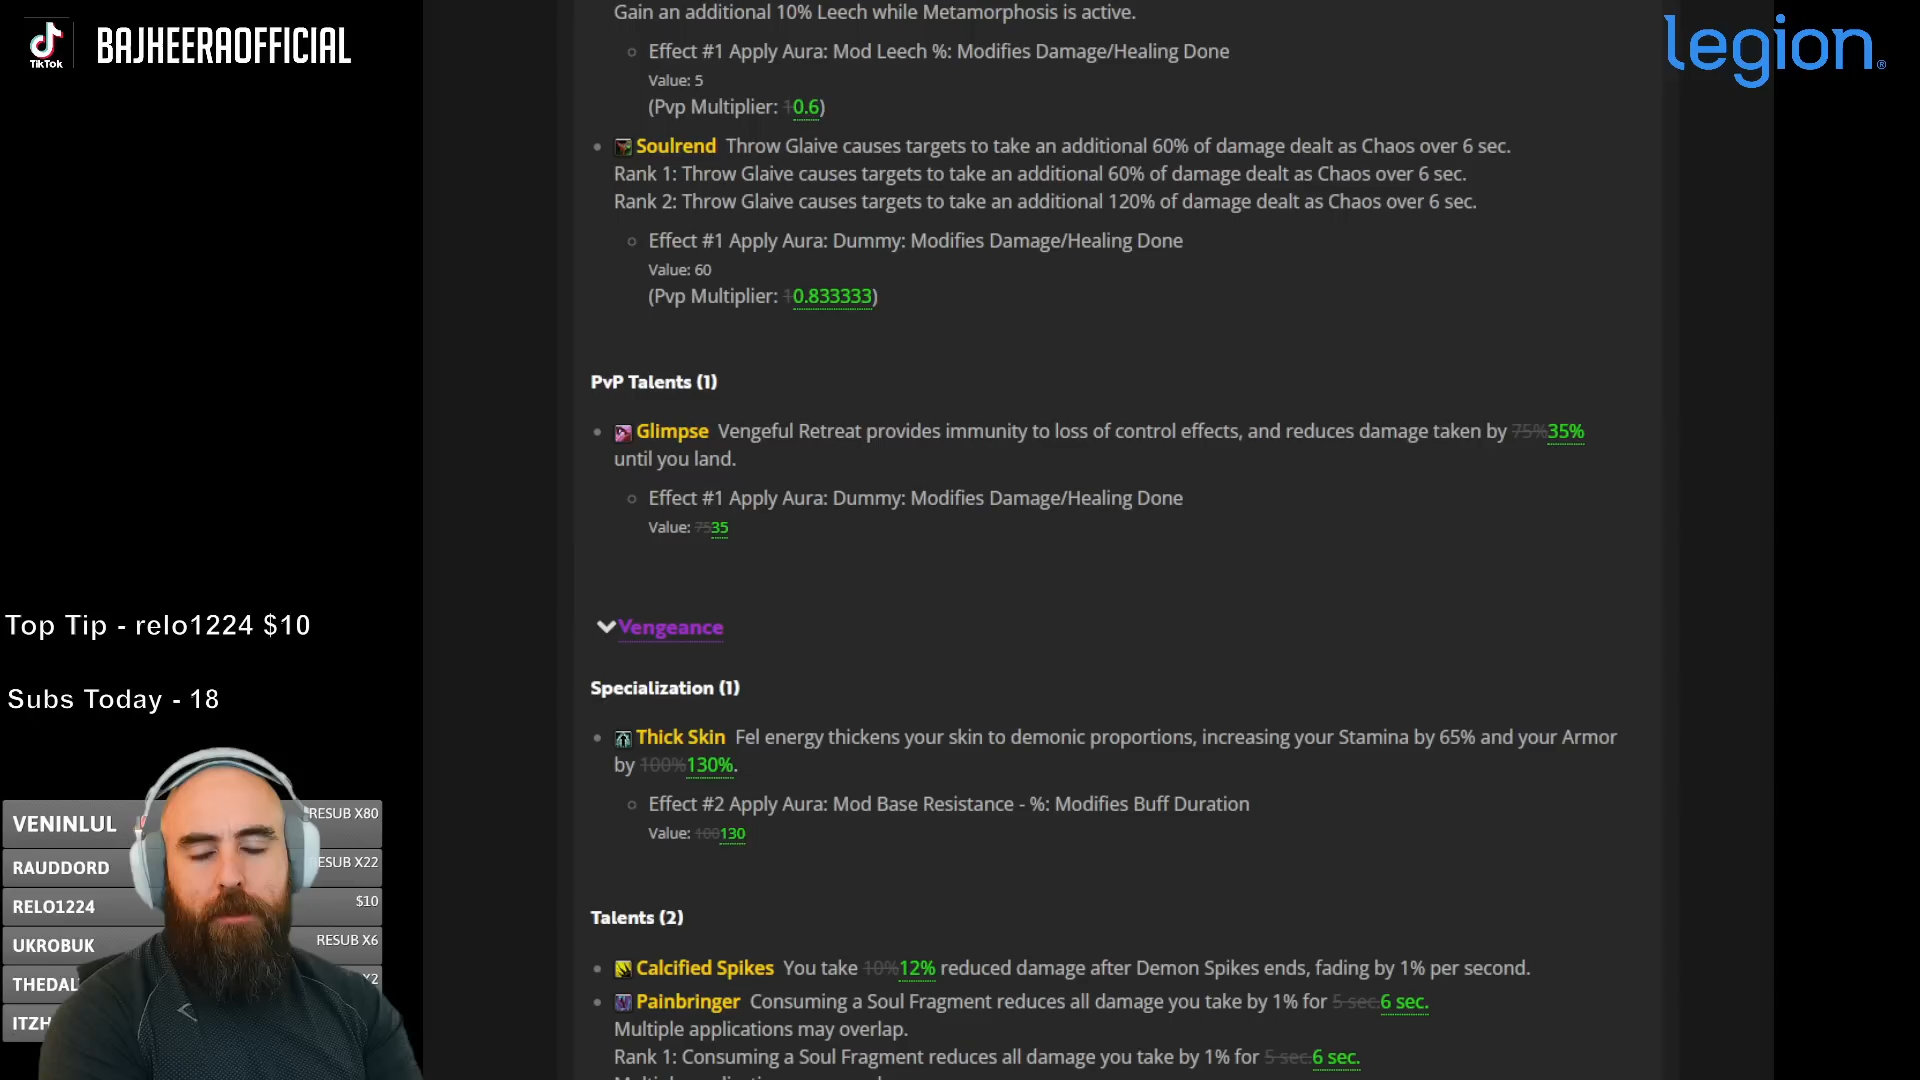 TikTok
BAJHEERAOFFICIAL
legion®
Gain an additional 10% Leech while Metamorphosis is active.
Effect #1 Apply Aura: Mod Leech %: Modifies Damage/Healing Done
Value: 5
(Pvp Multiplier: 10.6)
Soulrend Throw Glaive causes targets to take an additional 60% of damage dealt as Chaos over 6 sec.
Rank 1: Throw Glaive causes targets to take an additional 60% of damage dealt as Chaos over 6 sec.
Rank 2: Throw Glaive causes targets to take an additional 120% of damage dealt as Chaos over 6 sec.
Effect #1 Apply Aura: Dummy: Modifies Damage/Healing Done
Value: 60
(Pvp Multiplier: 10.833333)
PvP Talents (1)
Glimpse Vengeful Retreat provides immunity to loss of control effects, and reduces damage taken by 75%35%
until you land.
Effect #1 Apply Aura: Dummy: Modifies Damage/Healing Done
Value: 7535
Vengeance
Specialization (1)
Thick Skin Fel energy thickens your skin to demonic proportions, increasing your Stamina by 65% and your Armor
by 100%130%.
Effect #2 Apply Aura: Mod Base Resistance - %: Modifies Buff Duration
Value: 100130
Talents (2)
Calcified Spikes You take 10%12% reduced damage after Demon Spikes ends, fading by 1% per second.
Painbringer Consuming a Soul Fragment reduces all damage you take by 1% for 5 sec.6 sec.
Multiple applications may overlap.
Rank 1: Consuming a Soul Fragment reduces all damage you take by 1% for 5 sec.6 sec.
Top Tip - relo1224 $10
Subs Today - 18
VENINLUL RESUB X80
RAUDDORD RESUB X22
RELO1224 $10
UKROBUK RESUB X6
THEDAL X2
ITZH